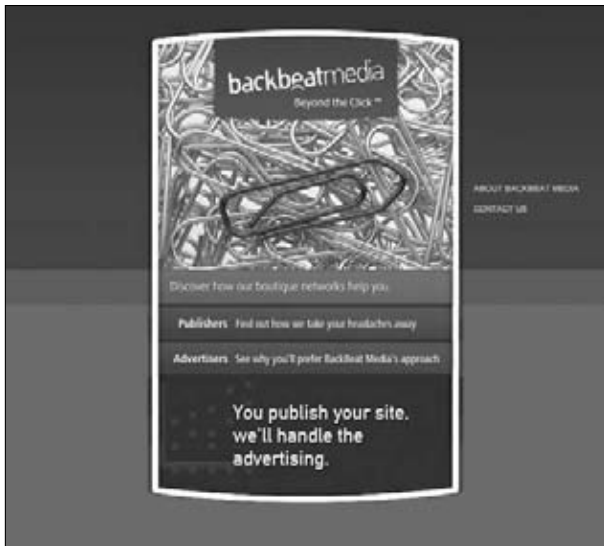 backbeatmedia
Beyond the Click ™
ABOUT BACKBEAT MEDIA
CONTACT US
Discover how our boutique networks help you
Publishers Find out how we take your headaches away
Advertisers See why you'll prefer BackBeat Media's approach
You publish your site,
we'll handle the
advertising.